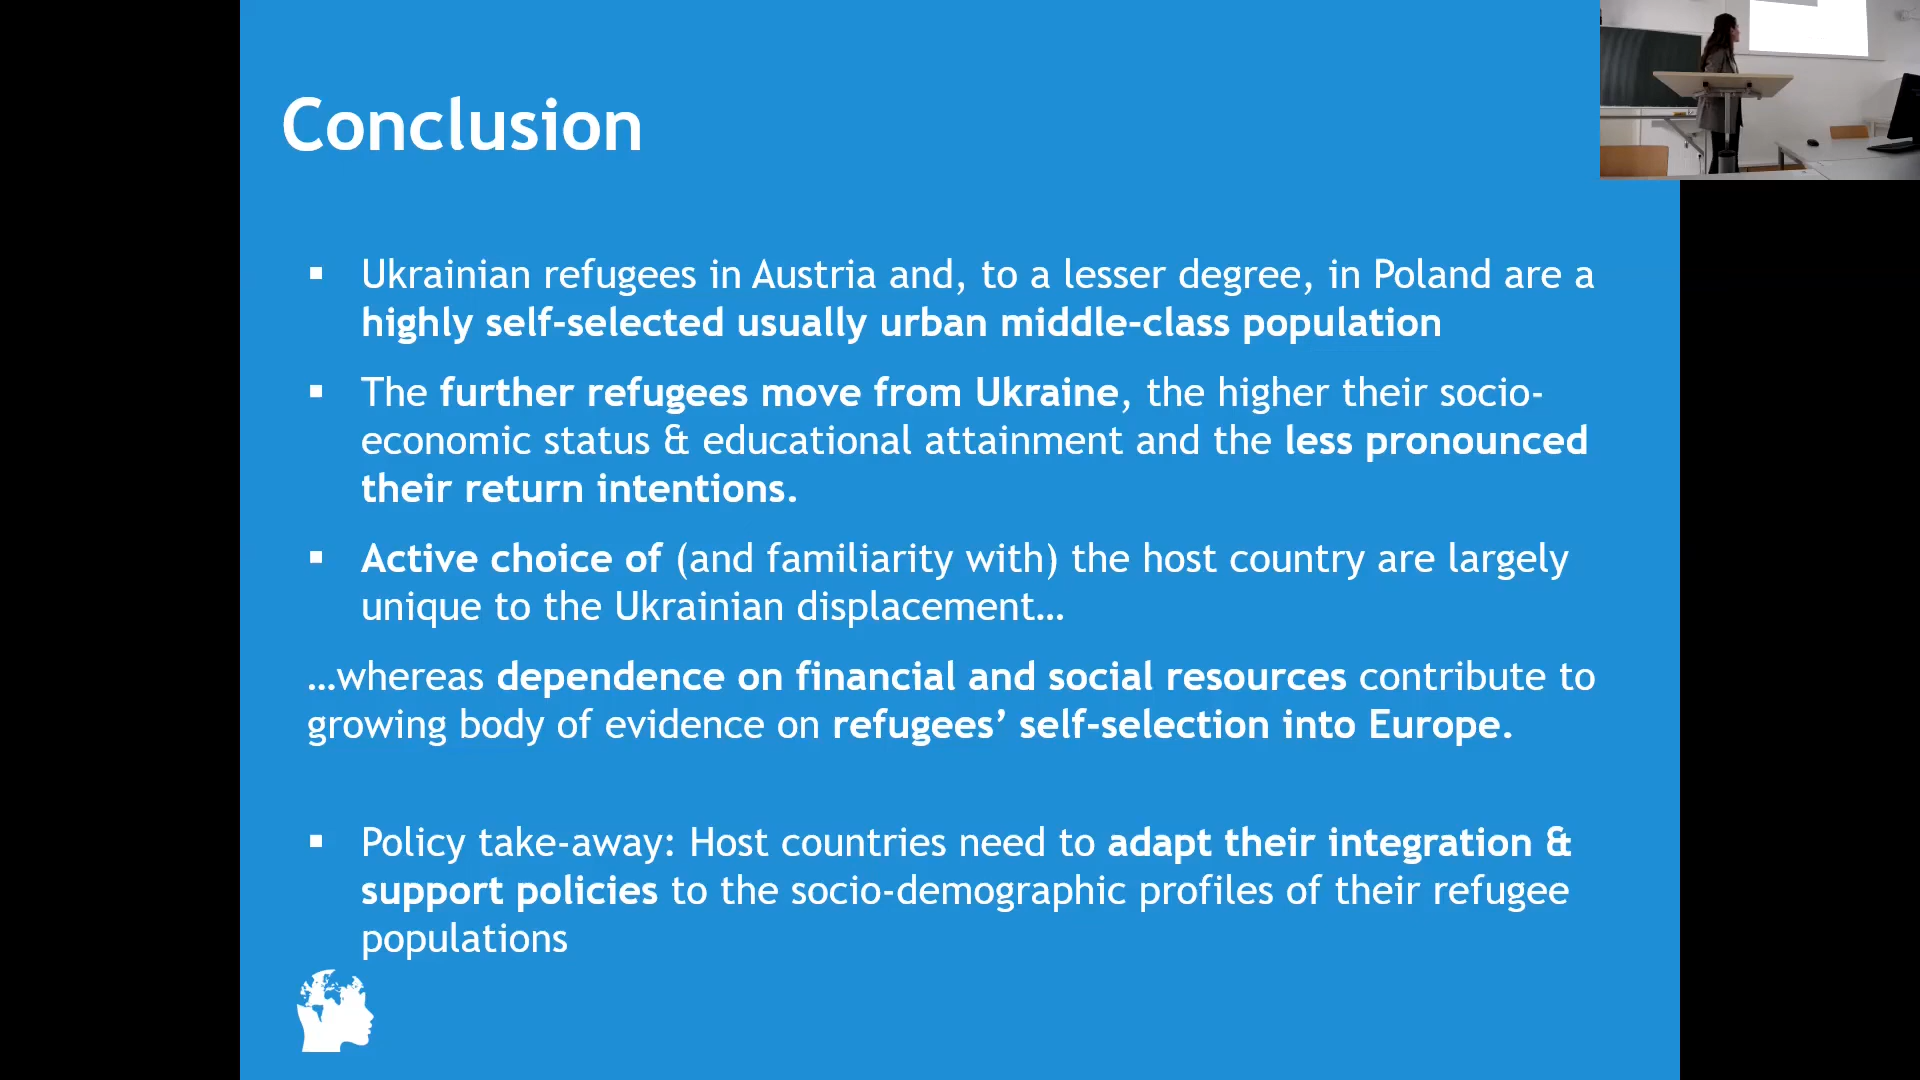 Conclusion
▪ Ukrainian refugees in Austria and, to a lesser degree, in Poland are a
highly self-selected usually urban middle-class population
▪ The further refugees move from Ukraine, the higher their socio-
economic status & educational attainment and the less pronounced
their return intentions.
▪ Active choice of (and familiarity with) the host country are largely
unique to the Ukrainian displacement…
…whereas dependence on financial and social resources contribute to
growing body of evidence on refugees’ self-selection into Europe.
▪ Policy take-away: Host countries need to adapt their integration &
support policies to the socio-demographic profiles of their refugee
populations